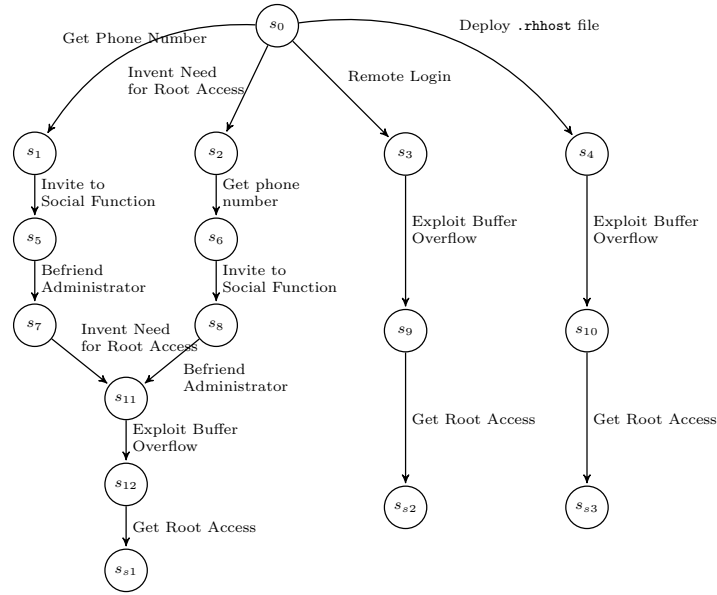 s0
Deploy .rhhost file
Get Phone Number
Invent Need
for Root Access
Remote Login
s1
s2
s3
s4
Invite to
Social Function
Get phone
number
Exploit Buffer
Overflow
Exploit Buffer
Overflow
s5
s6
Befriend
Administrator
Invite to
Social Function
s7
s8
s9
s10
Invent Need
for Root Access
Befriend
Administrator
s11
Exploit Buffer
Overflow
Get Root Access
Get Root Access
s12
ss2
ss3
Get Root Access
ss1